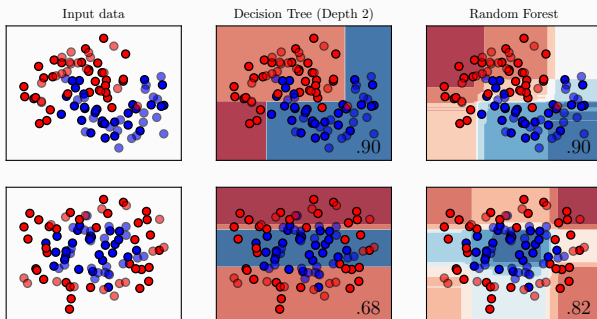 Input data
Decision Tree (Depth 2)
Random Forest
.90
.90
.68
.82